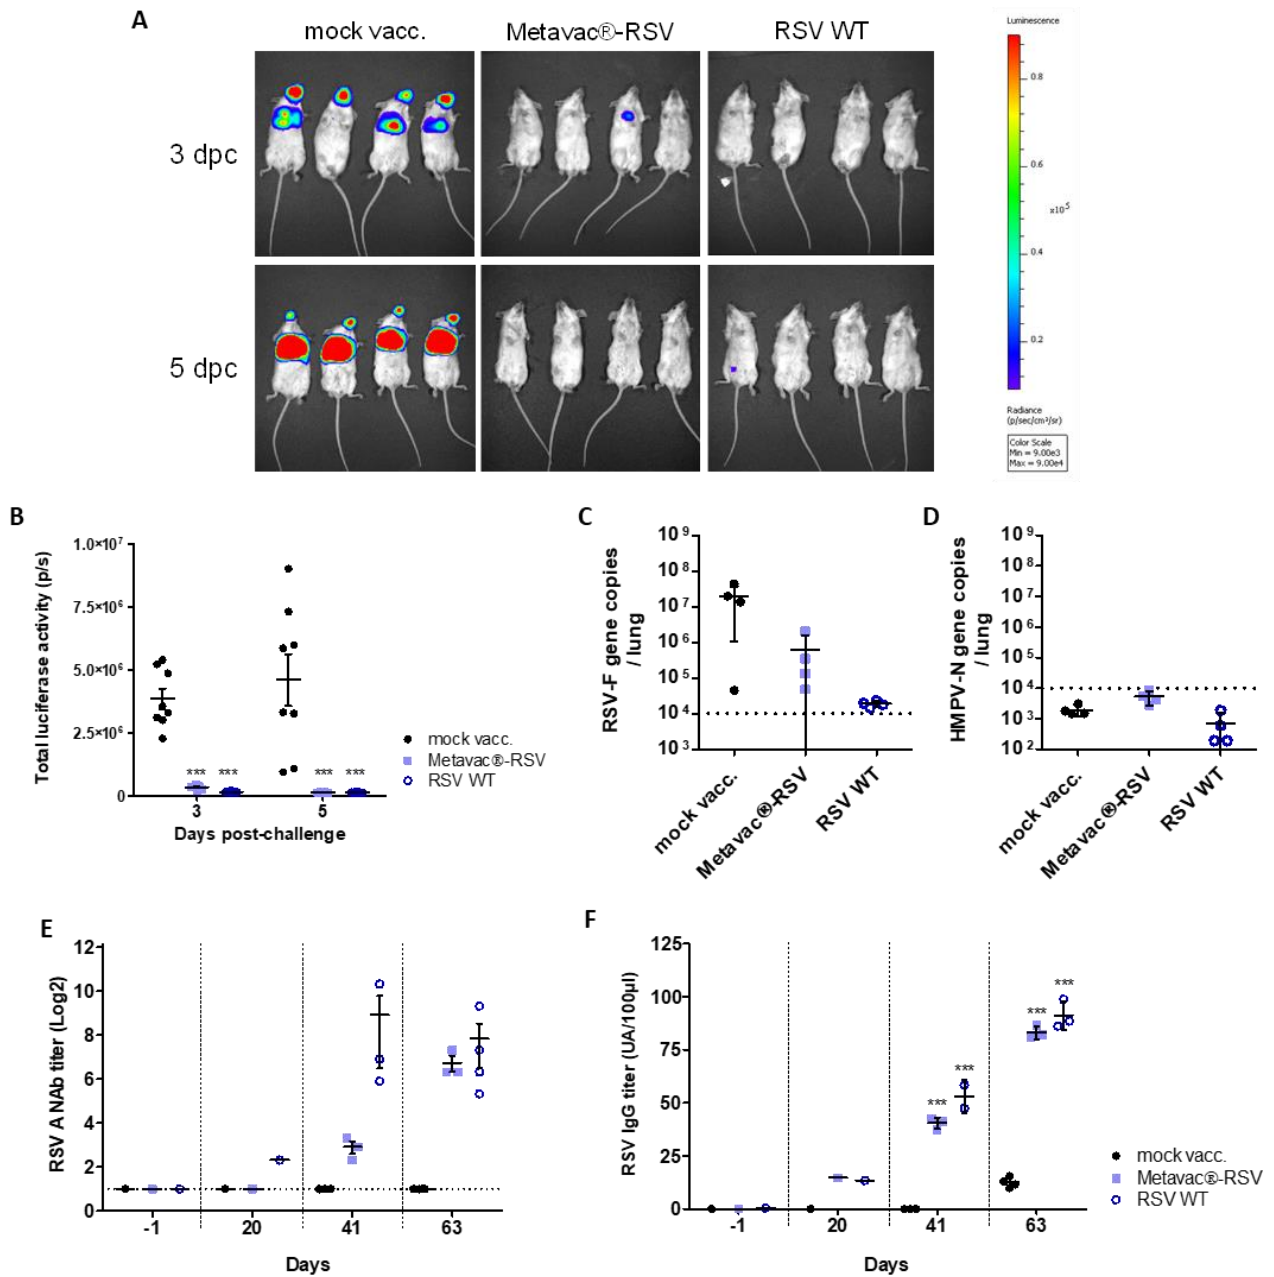 A
mock vacc.
Metavac®-RSV
RSV WT
3 dpc
5 dpc
Luminescence
0.8
0.6
x10⁵
0.4
0.2
Radiance
(p/sec/cm²/sr)
Color Scale
Min = 9.00e3
Max = 9.00e4
B
Total luciferase activity (p/s)
1.0×10⁷
7.5×10⁶
5.0×10⁶
2.5×10⁶
0
*** *** *** ***
3 5
Days post-challenge
mock vacc.
Metavac®-RSV
RSV WT
C
RSV-F gene copies
/ lung
10⁹
10⁸
10⁷
10⁶
10⁵
10⁴
10³
mock vacc.
Metavac®-RSV
RSV WT
D
HMPV-N gene copies
/ lung
10⁹
10⁸
10⁷
10⁶
10⁵
10⁴
10³
10²
mock vacc.
Metavac®-RSV
RSV WT
E
RSV A NAb titer (Log2)
12
10
8
6
4
2
0
-1 20 41 63
Days
F
RSV IgG titer (UA/100µl)
125
100
75
50
25
0
*** *** *** ***
-1 20 41 63
Days
mock vacc.
Metavac®-RSV
RSV WT